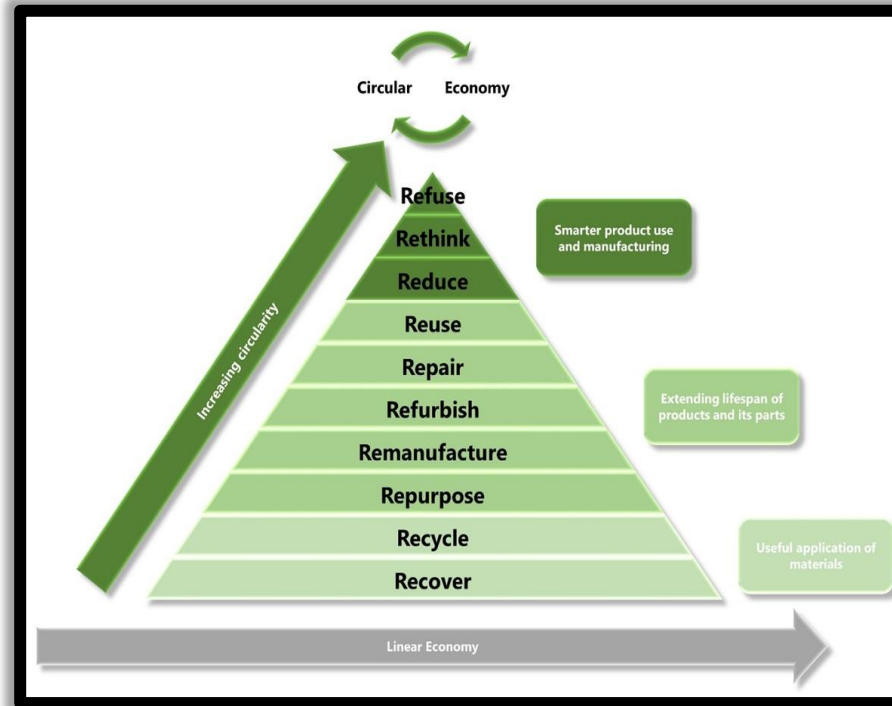 Circular Economy
Refuse
Rethink
Reduce
Reuse
Repair
Refurbish
Remanufacture
Repurpose
Recycle
Recover
Increasing circularity
Smarter product use
and manufacturing
Extending lifespan of
products and its parts
Useful application of
materials
Linear Economy